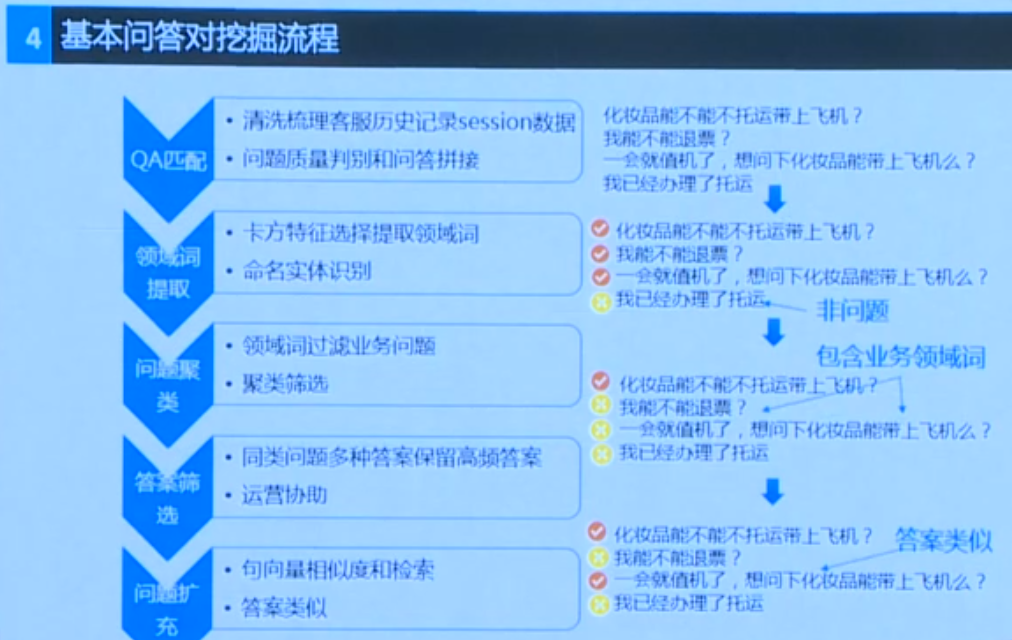 4 基本问答对挖掘流程
QA匹配
• 清洗梳理客服历史记录session数据
• 问题质量判别和问答拼接
领域词
提取
• 卡方特征选择提取领域词
• 命名实体识别
问题聚
类
• 领域词过滤业务问题
• 聚类筛选
答案筛
选
• 同类问题多种答案保留高频答案
• 运营协助
问题扩
充
• 句向量相似度和检索
• 答案类似
化妆品能不能不托运带上飞机？
我能不能退票？
一会就值机了，想问下化妆品能带上飞机么？
我已经办理了托运
化妆品能不能不托运带上飞机？
我能不能退票？
一会就值机了，想问下化妆品能带上飞机么？
我已经办理了托运
非问题
包含业务领域词
化妆品能不能不托运带上飞机？
我能不能退票？
一会就值机了，想问下化妆品能带上飞机么？
我已经办理了托运
化妆品能不能不托运带上飞机？
答案类似
我能不能退票？
一会就值机了，想问下化妆品能带上飞机么？
我已经办理了托运